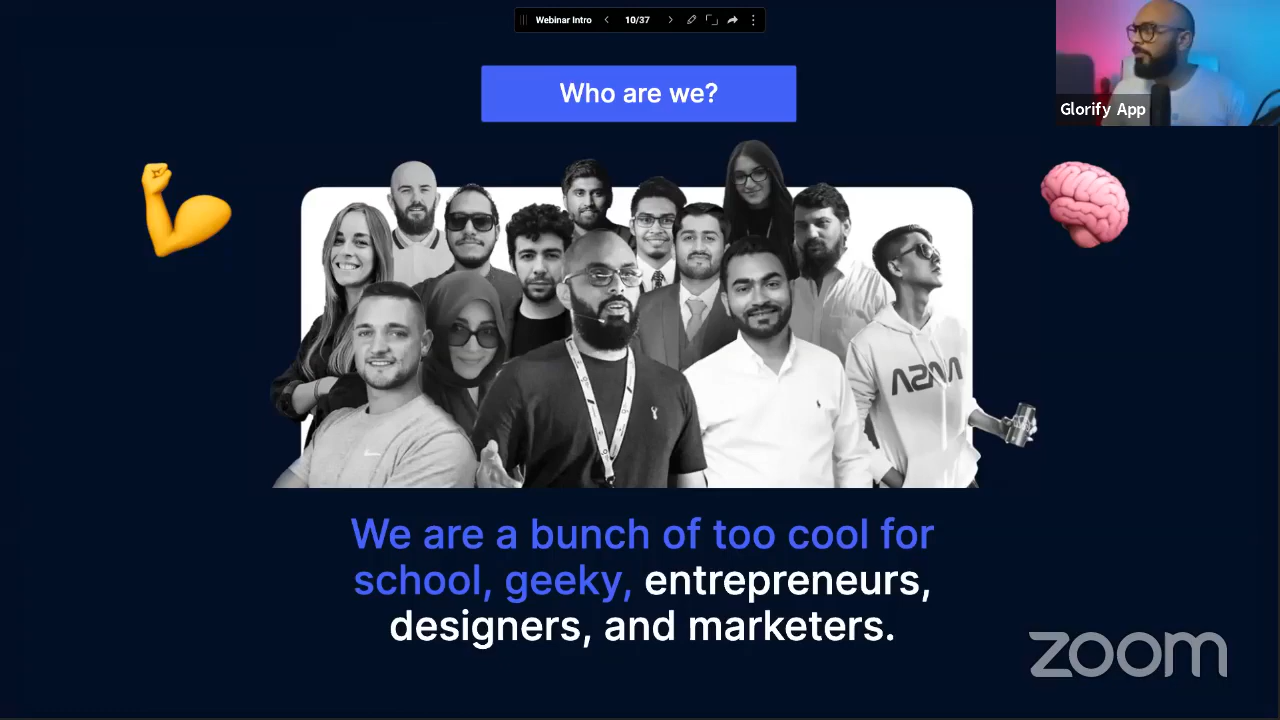 Webinar Intro
10/37
Who are we?
Glorify App
NASA
We are a bunch of too cool for
school, geeky, entrepreneurs,
designers, and marketers.
zoom